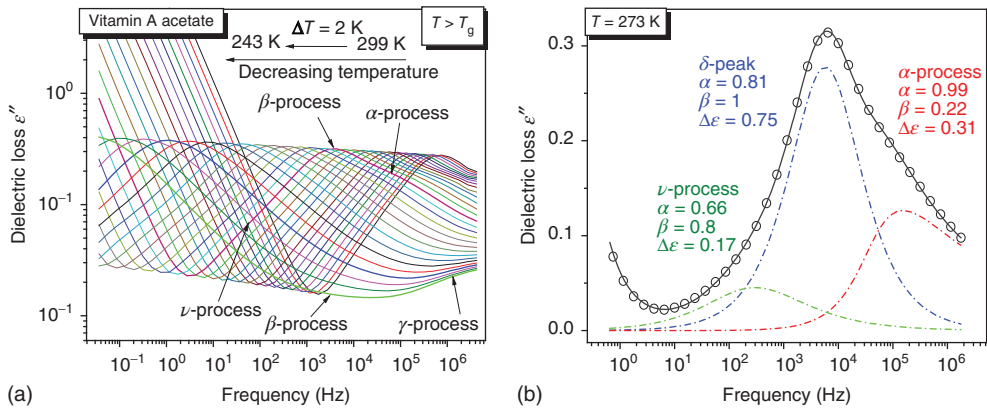 Vitamin A acetate
ΔT = 2 K
T > Tg
243 K
299 K
Decreasing temperature
β-process
α-process
ν-process
β-process
γ-process
Dielectric loss ε″
10⁰
10⁻¹
10⁻¹
10⁻¹ 10⁰ 10¹ 10² 10³ 10⁴ 10⁵ 10⁶
(a)
Frequency (Hz)
T = 273 K
0.3
0.2
0.1
0.0
Dielectric loss ε″
δ-peak
α = 0.81
β = 1
Δε = 0.75
α-process
α = 0.99
β = 0.22
Δε = 0.31
ν-process
α = 0.66
β = 0.8
Δε = 0.17
10⁰ 10¹ 10² 10³ 10⁴ 10⁵ 10⁶
(b)
Frequency (Hz)